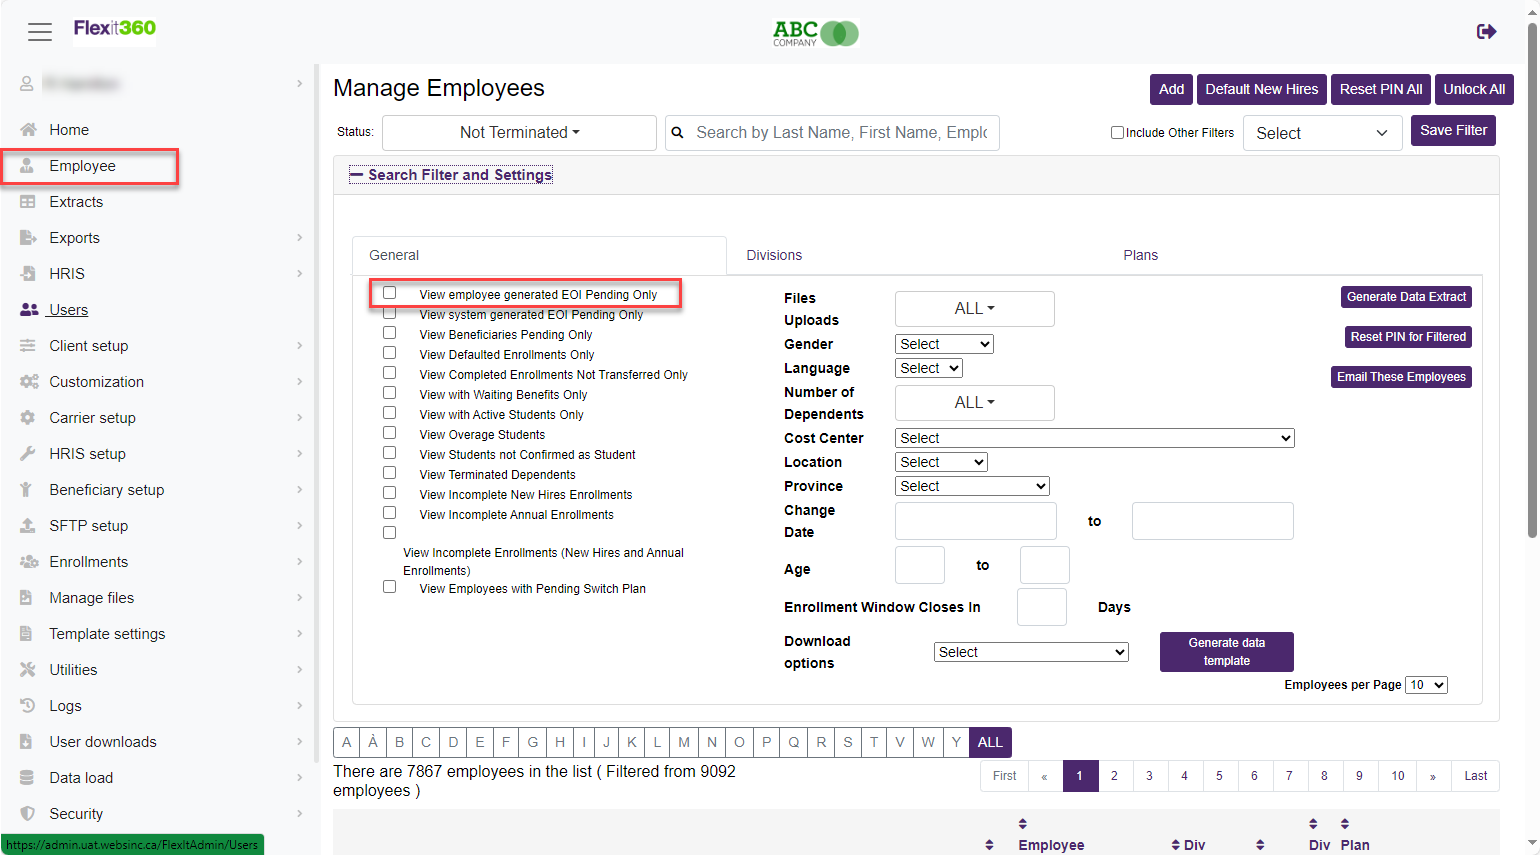 Flexit360
ABC
COMPANY
Home
Employee
Extracts
Exports
HRIS
Users
Client setup
Customization
Carrier setup
HRIS setup
Beneficiary setup
SFTP setup
Enrollments
Manage files
Template settings
Utilities
Logs
User downloads
Data load
Security
https://admin.uat.websinc.ca/FlexItAdmin/Users
Manage Employees
Add
Default New Hires
Reset PIN All
Unlock All
Status:
Not Terminated
Search by Last Name, First Name, Emplo
Include Other Filters
Select
Save Filter
Search Filter and Settings
General
Divisions
Plans
View employee generated EOI Pending Only
View system generated EOI Pending Only
View Beneficiaries Pending Only
View Defaulted Enrollments Only
View Completed Enrollments Not Transferred Only
View with Waiting Benefits Only
View with Active Students Only
View Overage Students
View Students not Confirmed as Student
View Terminated Dependents
View Incomplete New Hires Enrollments
View Incomplete Annual Enrollments
View Incomplete Enrollments (New Hires and Annual
Enrollments)
View Employees with Pending Switch Plan
Files
Uploads
ALL
Gender
Select
Language
Select
Number of
Dependents
ALL
Cost Center
Select
Location
Select
Province
Select
Change
Date
to
Age
to
Enrollment Window Closes In
Days
Download
options
Select
Generate data
template
Generate Data Extract
Reset PIN for Filtered
Email These Employees
Employees per Page 10
A À B C D E F G H I J K L M N O P Q R S T V W Y ALL
There are 7867 employees in the list ( Filtered from 9092
employees )
First « 1 2 3 4 5 6 7 8 9 10 » Last
Employee
Div
Div
Plan